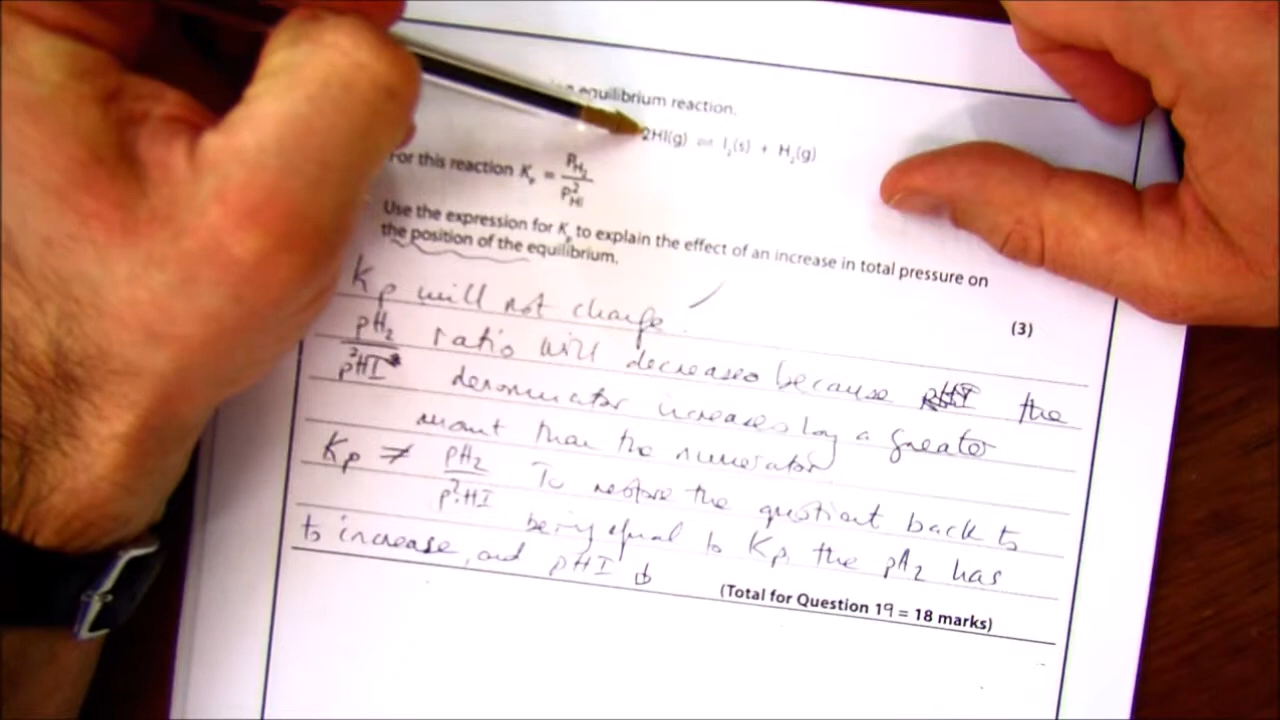 equilibrium reaction.
2HI(g) ⇌ I₂(s) + H₂(g)
For this reaction Kₚ = P_H₂ / P²_HI
Use the expression for Kₚ to explain the effect of an increase in total pressure on
the position of the equilibrium.
(3)
Kp will not change.
pH₂ / p²HI ratio will decreases because the
denominator increases by a greater
amount than the numerator
Kp ≠ pH₂ / p²HI To restore the quotient back to
being equal to Kp, the pH₂ has
to increase, and pHI ↓
(Total for Question 19 = 18 marks)